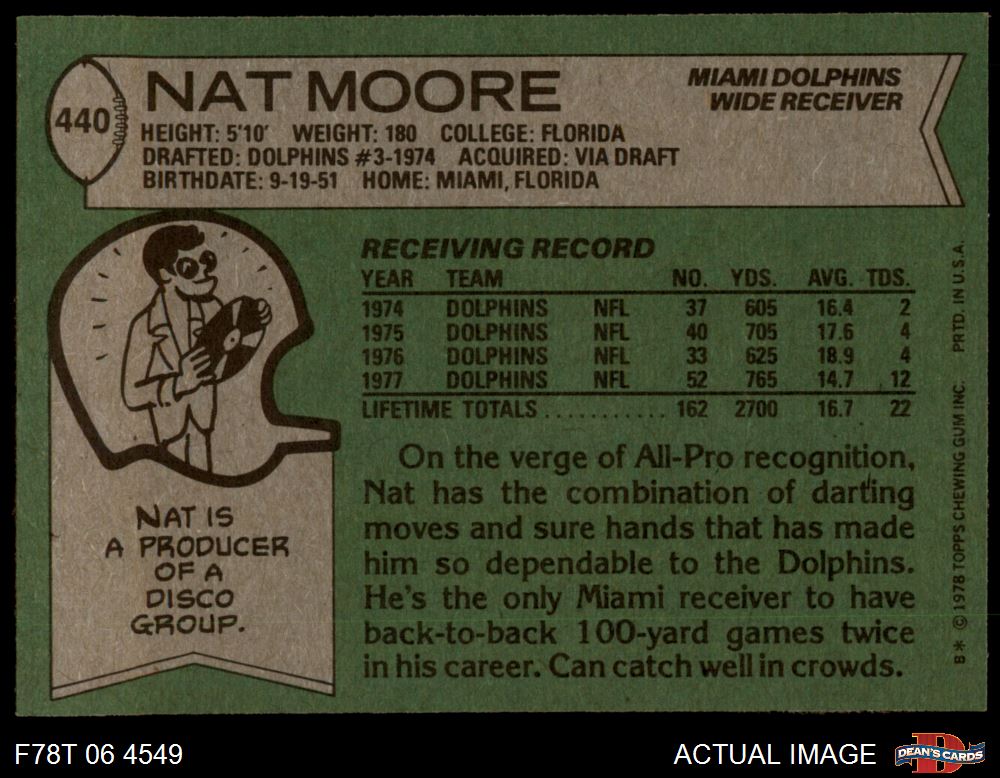 440
NAT MOORE
MIAMI DOLPHINS
WIDE RECEIVER
HEIGHT: 5'10' WEIGHT: 180 COLLEGE: FLORIDA
DRAFTED: DOLPHINS #3-1974 ACQUIRED: VIA DRAFT
BIRTHDATE: 9-19-51 HOME: MIAMI, FLORIDA
RECEIVING RECORD
YEAR TEAM NO. YDS. AVG. TDS.
1974 DOLPHINS NFL 37 605 16.4 2
1975 DOLPHINS NFL 40 705 17.6 4
1976 DOLPHINS NFL 33 625 18.9 4
1977 DOLPHINS NFL 52 765 14.7 12
LIFETIME TOTALS ........... 162 2700 16.7 22
NAT IS
A PRODUCER
OF A
DISCO
GROUP.
On the verge of All-Pro recognition,
Nat has the combination of darting
moves and sure hands that has made
him so dependable to the Dolphins.
He's the only Miami receiver to have
back-to-back 100-yard games twice
in his career. Can catch well in crowds.
B* © 1978 TOPPS CHEWING GUM INC. PRTD. IN U.S.A.
F78T 06 4549
ACTUAL IMAGE
DEAN'S CARDS